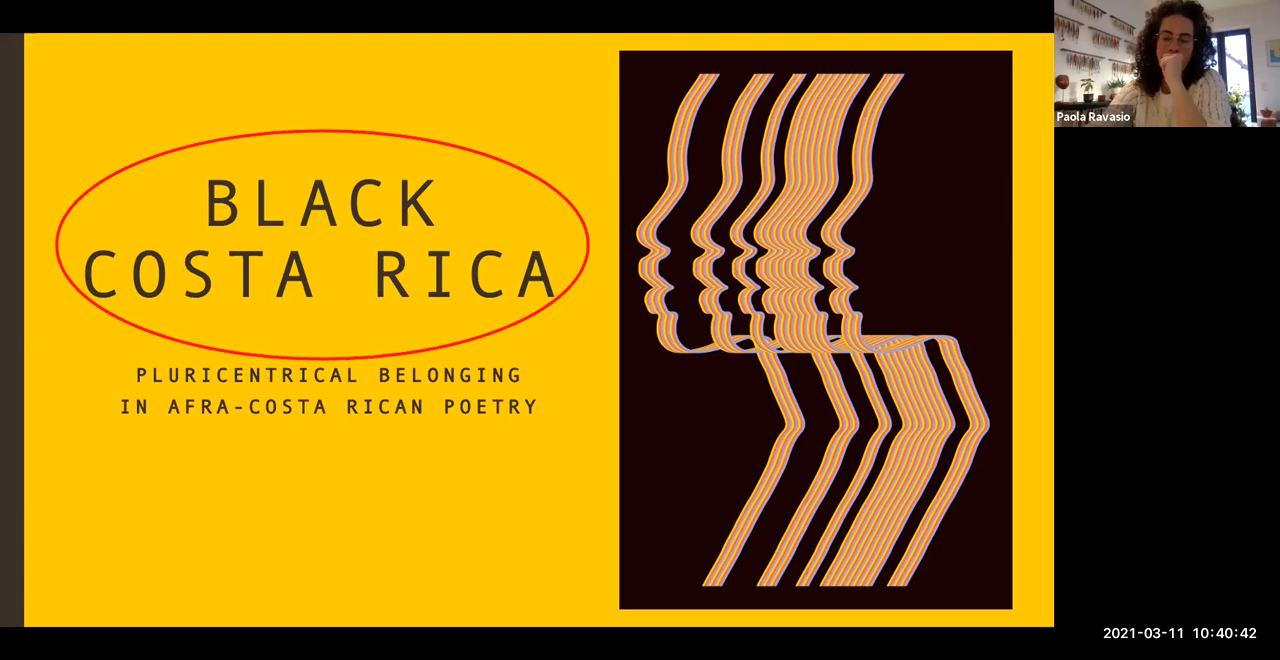 BLACK
COSTA RICA
PLURICENTRICAL BELONGING
IN AFRA-COSTA RICAN POETRY
Paola Ravasio
2021-03-11 10:40:42